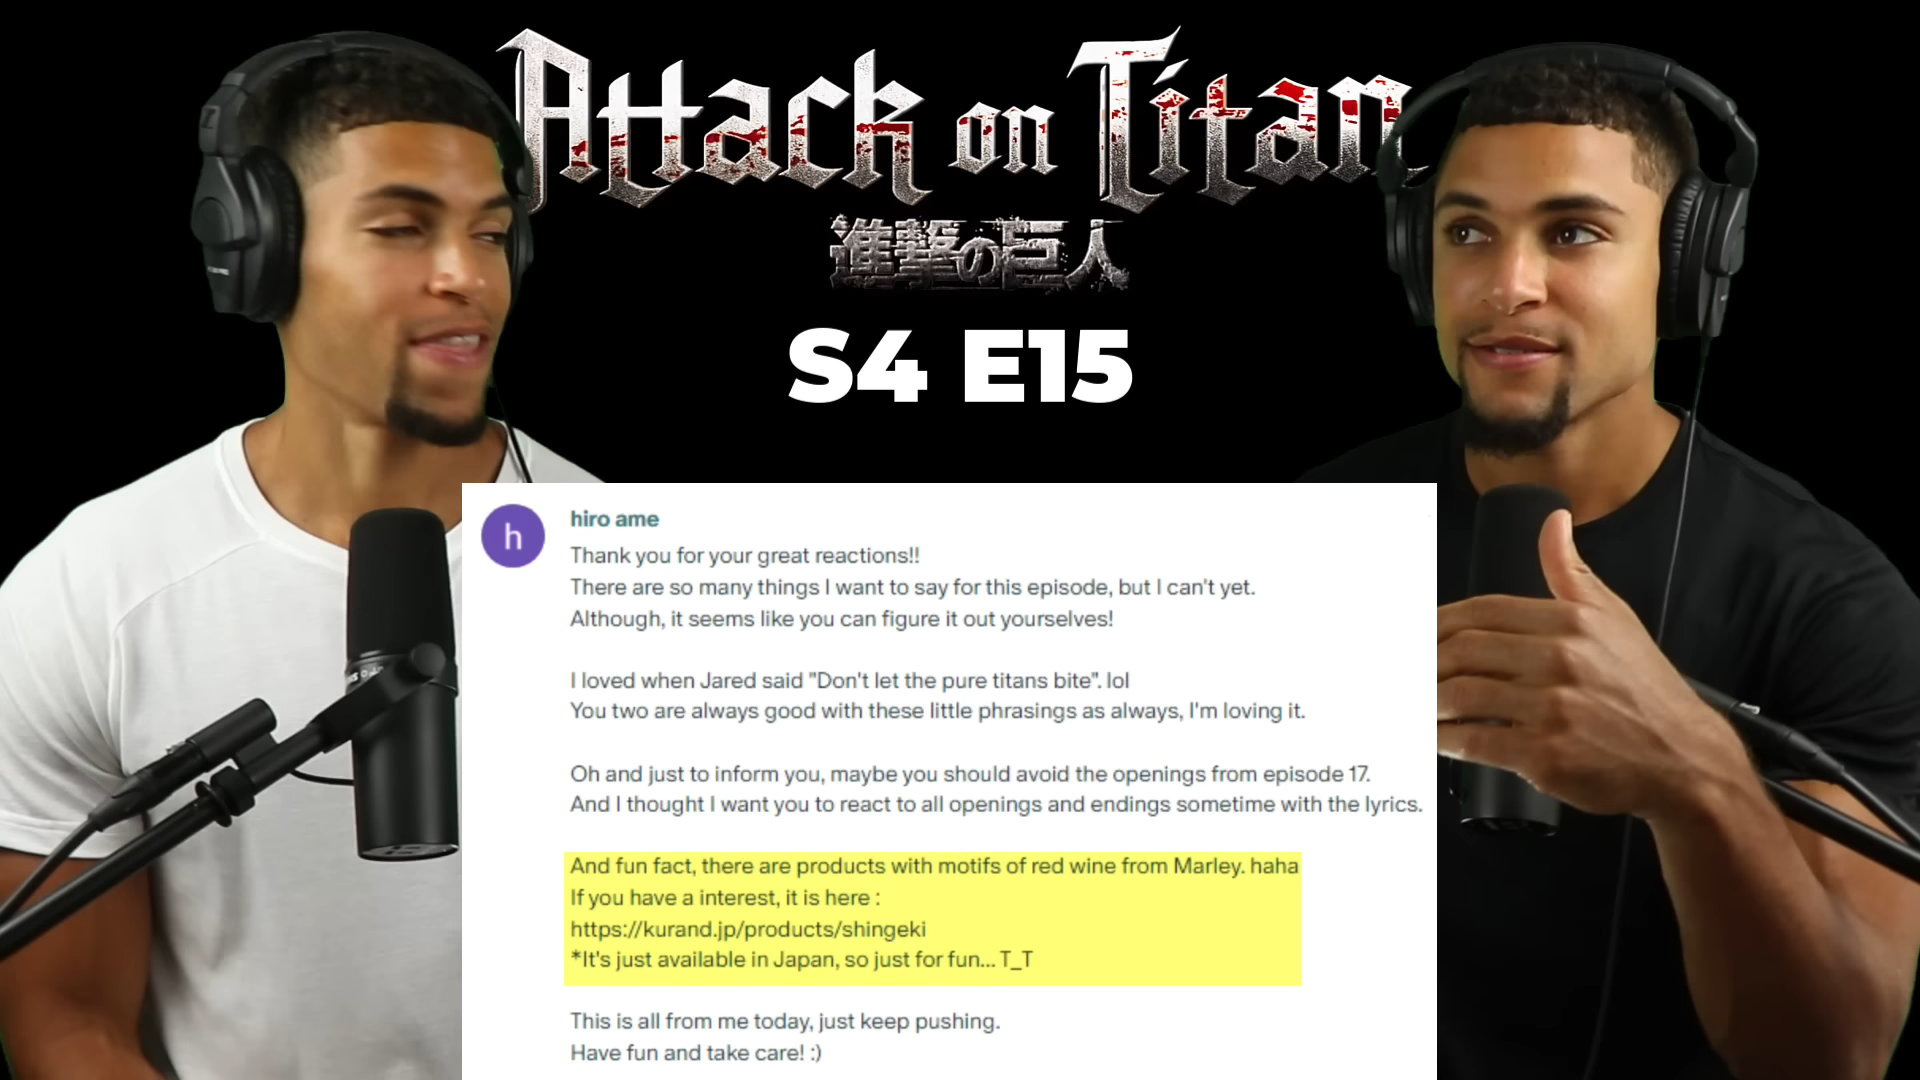 Attack on Titan
進撃の巨人
S4 E15
h
hiro ame
Thank you for your great reactions!!
There are so many things I want to say for this episode, but I can't yet.
Although, it seems like you can figure it out yourselves!
I loved when Jared said "Don't let the pure titans bite". lol
You two are always good with these little phrasings as always, I'm loving it.
Oh and just to inform you, maybe you should avoid the openings from episode 17.
And I thought I want you to react to all openings and endings sometime with the lyrics.
And fun fact, there are products with motifs of red wine from Marley. haha
If you have a interest, it is here :
https://kurand.jp/products/shingeki
*It's just available in Japan, so just for fun... T_T
This is all from me today, just keep pushing.
Have fun and take care! :)